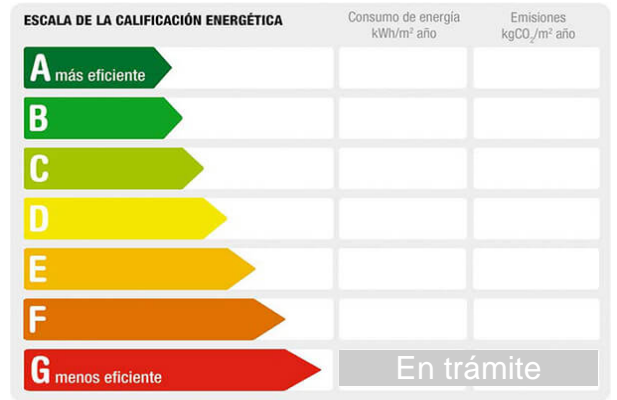 ESCALA DE LA CALIFICACIÓN ENERGÉTICA
Consumo de energía
kWh/m² año
Emisiones
kgCO₂/m² año
A más eficiente
B
C
D
E
F
G menos eficiente
En trámite